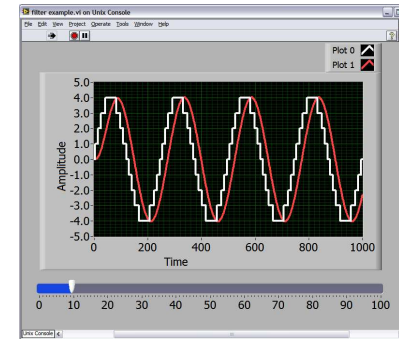 filter example.vi on Unix Console
File Edit View Project Operate Tools Window Help
Plot 0
Plot 1
5.0
4.0
3.0
2.0
1.0
0.0
-1.0
-2.0
-3.0
-4.0
-5.0
Amplitude
0 200 400 600 800 1000
Time
0 10 20 30 40 50 60 70 80 90 100
Unix Console